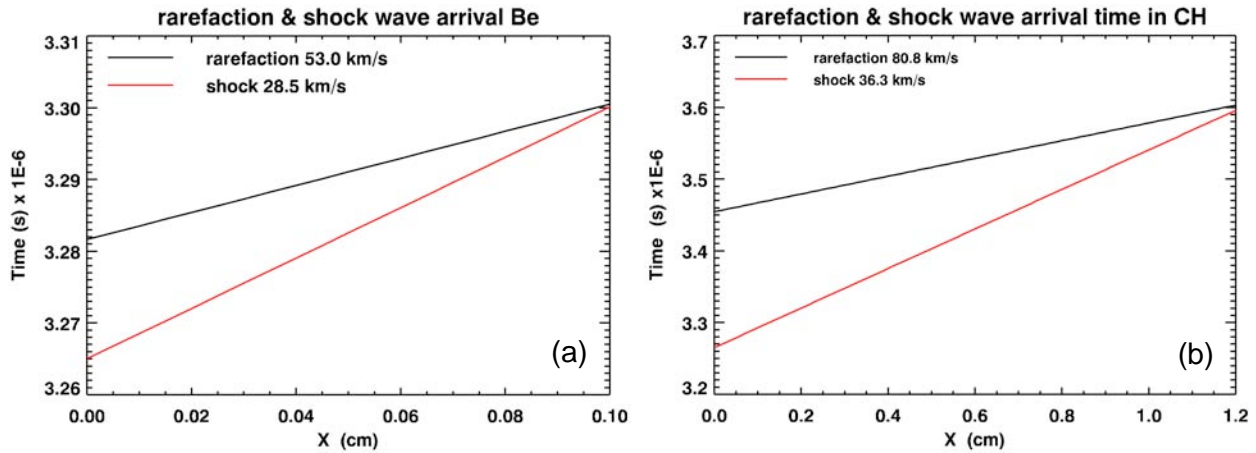 rarefaction & shock wave arrival Be
rarefaction 53.0 km/s
shock 28.5 km/s
Time (s) x 1E-6
3.31
3.30
3.29
3.28
3.27
3.26
(a)
0.00 0.02 0.04 0.06 0.08 0.10
X (cm)
rarefaction & shock wave arrival time in CH
rarefaction 80.8 km/s
shock 36.3 km/s
Time (s) x1E-6
3.7
3.6
3.5
3.4
3.3
3.2
(b)
0.0 0.2 0.4 0.6 0.8 1.0 1.2
X (cm)